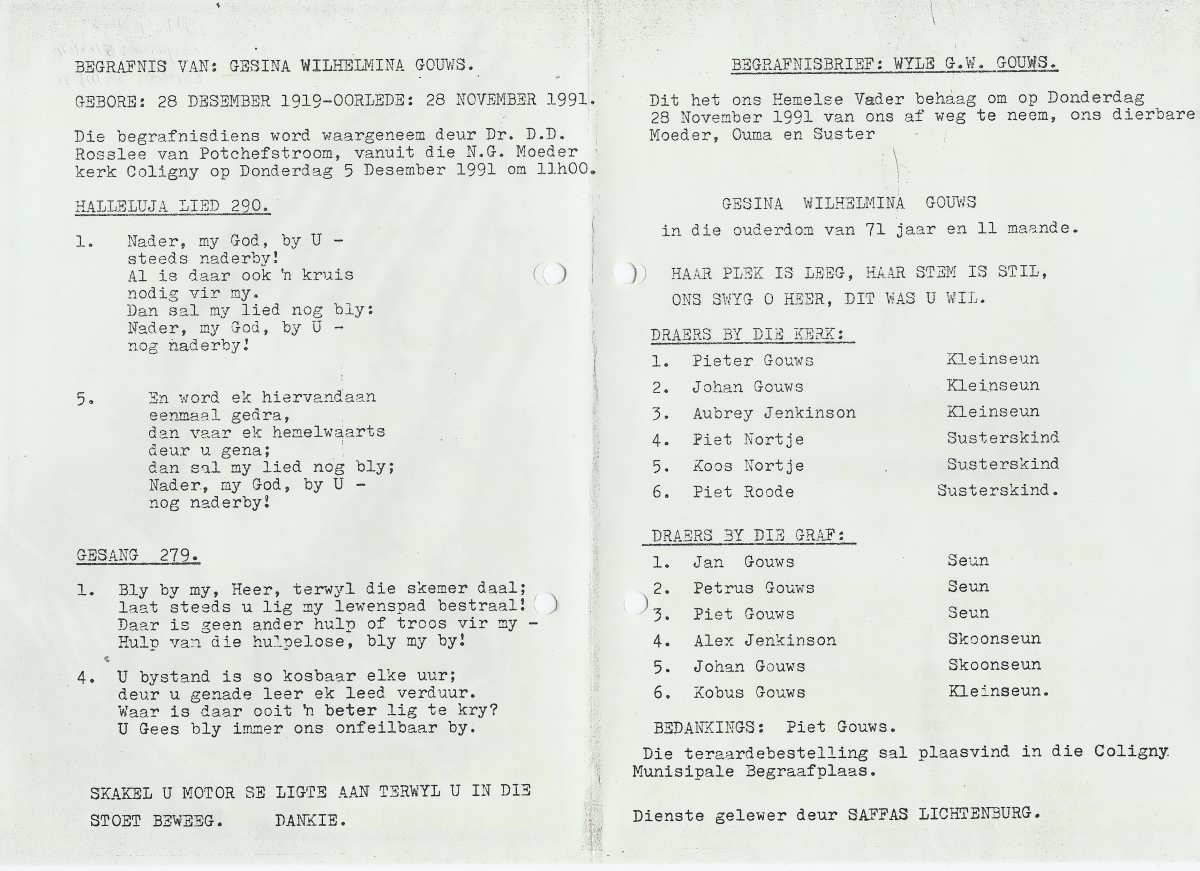 BEGRAFNIS VAN: GESINA WILHELMINA GOUWS.
GEBORE: 28 DESEMBER 1919-OORLEDE: 28 NOVEMBER 1991.
Die begrafnisdiens word waargeneem deur Dr. D.D.
Rosslee van Potchefstroom, vanuit die N.G. Moeder
kerk Coligny op Donderdag 5 Desember 1991 om 11h00.
HALLELUJA LIED 290.
1. Nader, my God, by U -
steeds naderby!
Al is daar ook 'n kruis
nodig vir my.
Dan sal my lied nog bly:
Nader, my God, by U -
nog naderby!
5. En word ek hiervandaan
eenmaal gedra,
dan vaar ek hemelwaarts
deur u gena;
dan sal my lied nog bly;
Nader, my God, by U -
nog naderby!
GESANG 279.
1. Bly by my, Heer, terwyl die skemer daal;
laat steeds u lig my lewenspad bestraal!
Daar is geen ander hulp of troos vir my -
Hulp van die hulpelose, bly my by!
4. U bystand is so kosbaar elke uur;
deur u genade leer ek leed verduur.
Waar is daar ooit 'n beter lig te kry?
U Gees bly immer ons onfeilbaar by.
SKAKEL U MOTOR SE LIGTE AAN TERWYL U IN DIE
STOET BEWEEG. DANKIE.
BEGRAFNISBRIEF: WYLE G.W. GOUWS.
Dit het ons Hemelse Vader behaag om op Donderdag
28 November 1991 van ons af weg te neem, ons dierbare
Moeder, Ouma en Suster
GESINA WILHELMINA GOUWS
in die ouderdom van 71 jaar en 11 maande.
HAAR PLEK IS LEEG, HAAR STEM IS STIL,
ONS SWYG O HEER, DIT WAS U WIL.
DRAERS BY DIE KERK:
1. Pieter Gouws Kleinseun
2. Johan Gouws Kleinseun
3. Aubrey Jenkinson Kleinseun
4. Piet Nortje Susterskind
5. Koos Nortje Susterskind
6. Piet Roode Susterskind.
DRAERS BY DIE GRAF:
1. Jan Gouws Seun
2. Petrus Gouws Seun
3. Piet Gouws Seun
4. Alex Jenkinson Skoonseun
5. Johan Gouws Skoonseun
6. Kobus Gouws Kleinseun.
BEDANKINGS: Piet Gouws.
Die teraardebestelling sal plaasvind in die Coligny
Munisipale Begraafplaas.
Dienste gelewer deur SAFFAS LICHTENBURG.